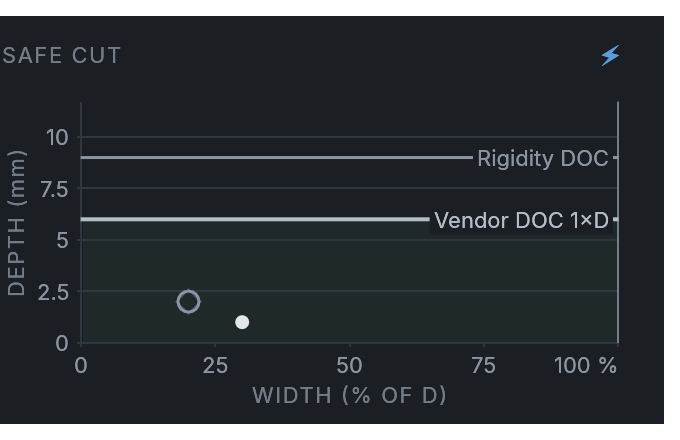 SAFE CUT
DEPTH (mm)
10
Rigidity DOC
7.5
Vendor DOC 1×D
5
2.5
0
0 25 50 75 100 %
WIDTH (% OF D)